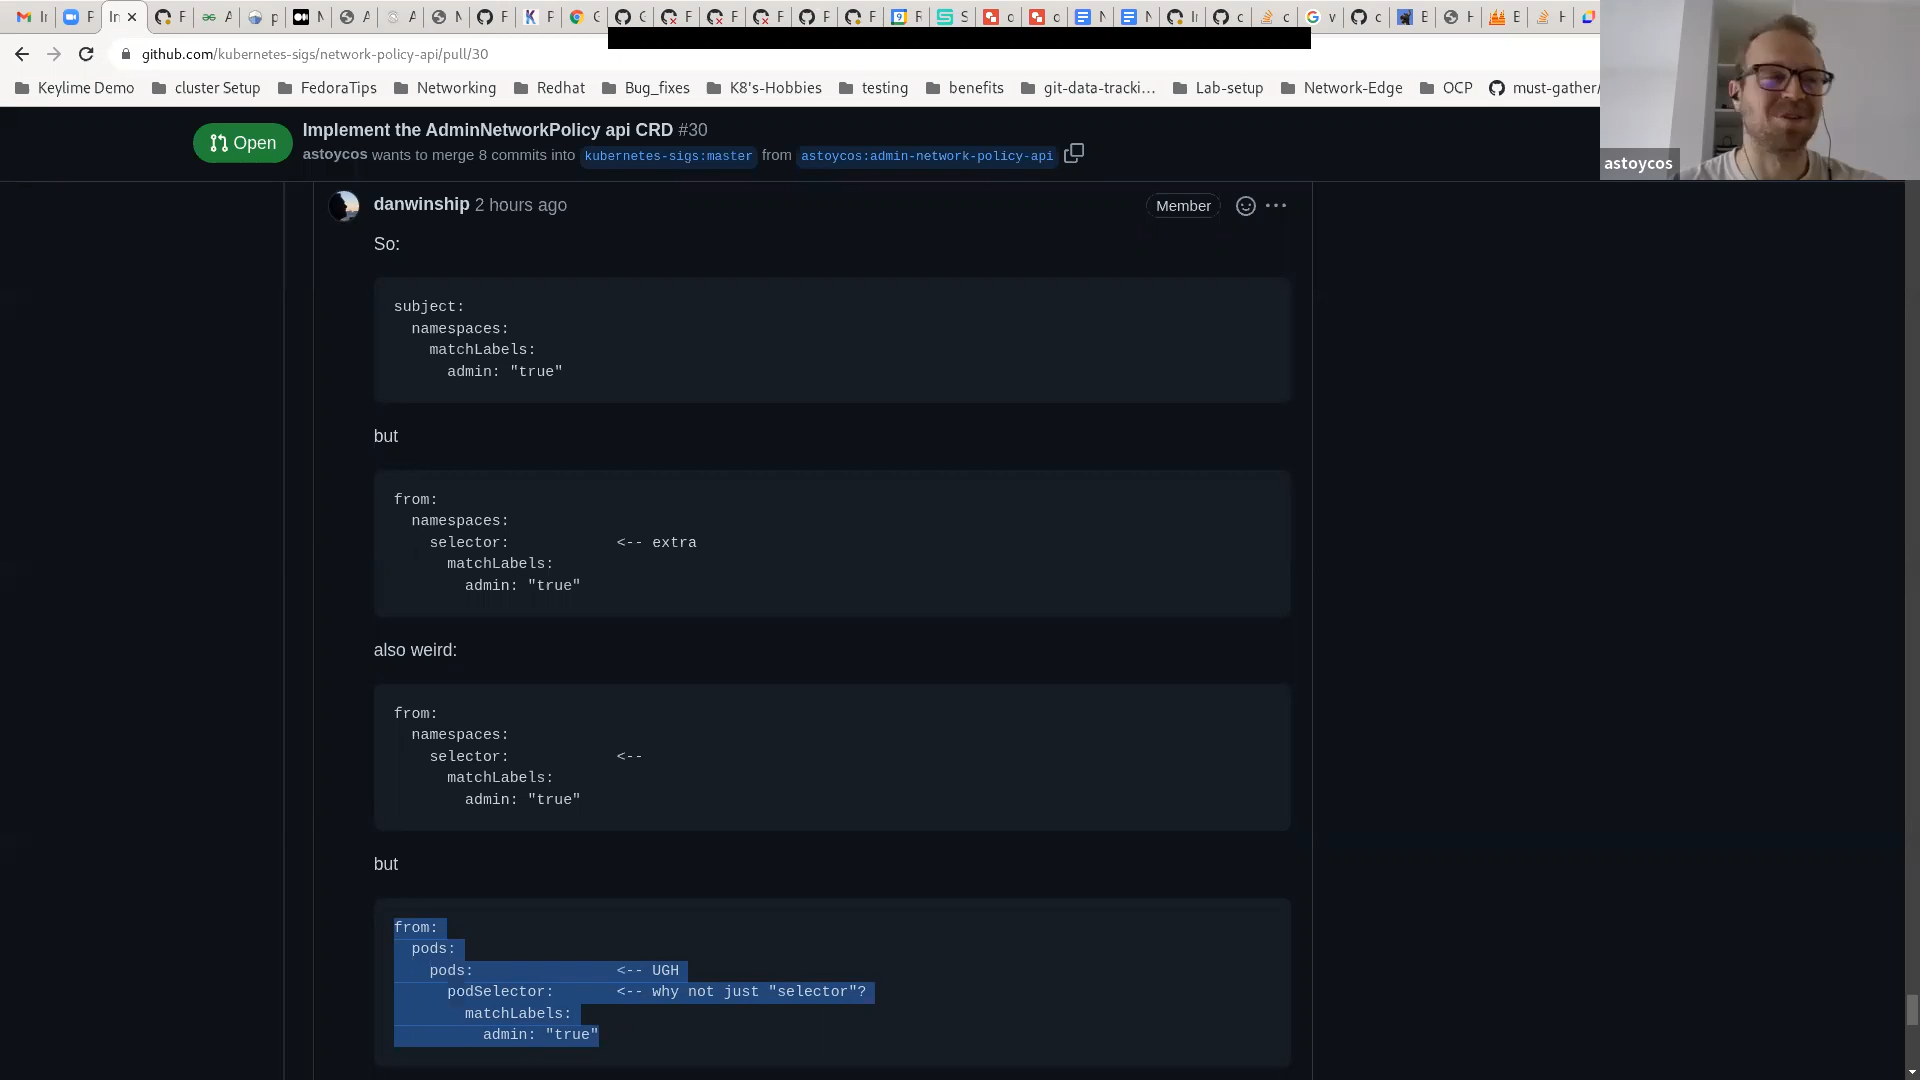 github.com/kubernetes-sigs/network-policy-api/pull/30
Keylime Demo
cluster Setup
FedoraTips
Networking
Redhat
Bug_fixes
K8's-Hobbies
testing
benefits
git-data-tracki...
Lab-setup
Network-Edge
OCP
must-gather/
Open
Implement the AdminNetworkPolicy api CRD #30
astoycos wants to merge 8 commits into kubernetes-sigs:master from astoycos:admin-network-policy-api
astoycos
danwinship 2 hours ago
Member
So:
subject:
  namespaces:
    matchLabels:
      admin: "true"
but
from:
  namespaces:
    selector:            <-- extra
      matchLabels:
        admin: "true"
also weird:
from:
  namespaces:
    selector:            <--
      matchLabels:
        admin: "true"
but
from:
  pods:
    pods:                <-- UGH
      podSelector:       <-- why not just "selector"?
        matchLabels:
          admin: "true"